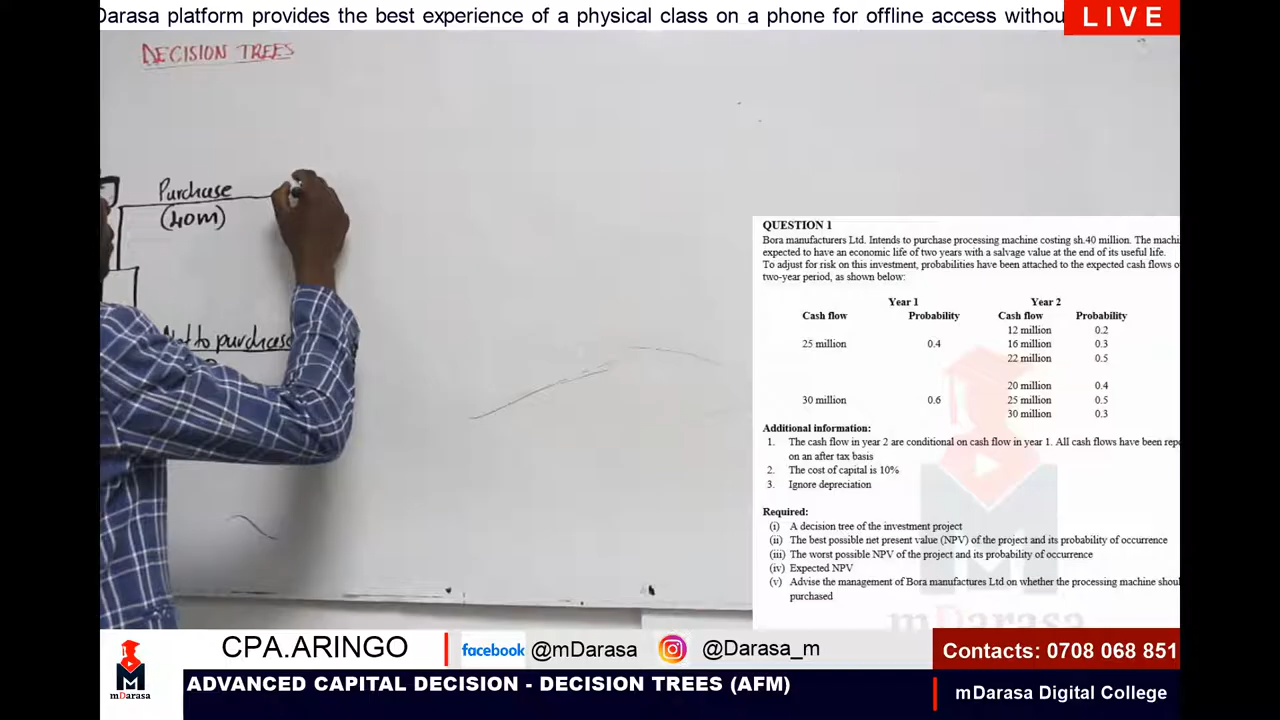 Darasa platform provides the best experience of a physical class on a phone for offline access withou
LIVE
DECISION TREES
Purchase
(40m)
Not to purchase
QUESTION 1
Bora manufacturers Ltd. Intends to purchase processing machine costing sh.40 million. The machi
expected to have an economic life of two years with a salvage value at the end of its useful life.
To adjust for risk on this investment, probabilities have been attached to the expected cash flows o
two-year period, as shown below:
Year 1 Year 2
Cash flow Probability Cash flow Probability
12 million 0.2
25 million 0.4 16 million 0.3
22 million 0.5
20 million 0.4
30 million 0.6 25 million 0.5
30 million 0.3
Additional information:
1. The cash flow in year 2 are conditional on cash flow in year 1. All cash flows have been repo
on an after tax basis
2. The cost of capital is 10%
3. Ignore depreciation
Required:
(i) A decision tree of the investment project
(ii) The best possible net present value (NPV) of the project and its probability of occurrence
(iii) The worst possible NPV of the project and its probability of occurrence
(iv) Expected NPV
(v) Advise the management of Bora manufactures Ltd on whether the processing machine shou
purchased
mDarasa
CPA.ARINGO
facebook @mDarasa
@Darasa_m
Contacts: 0708 068 851
mDarasa
ADVANCED CAPITAL DECISION - DECISION TREES (AFM)
mDarasa Digital College